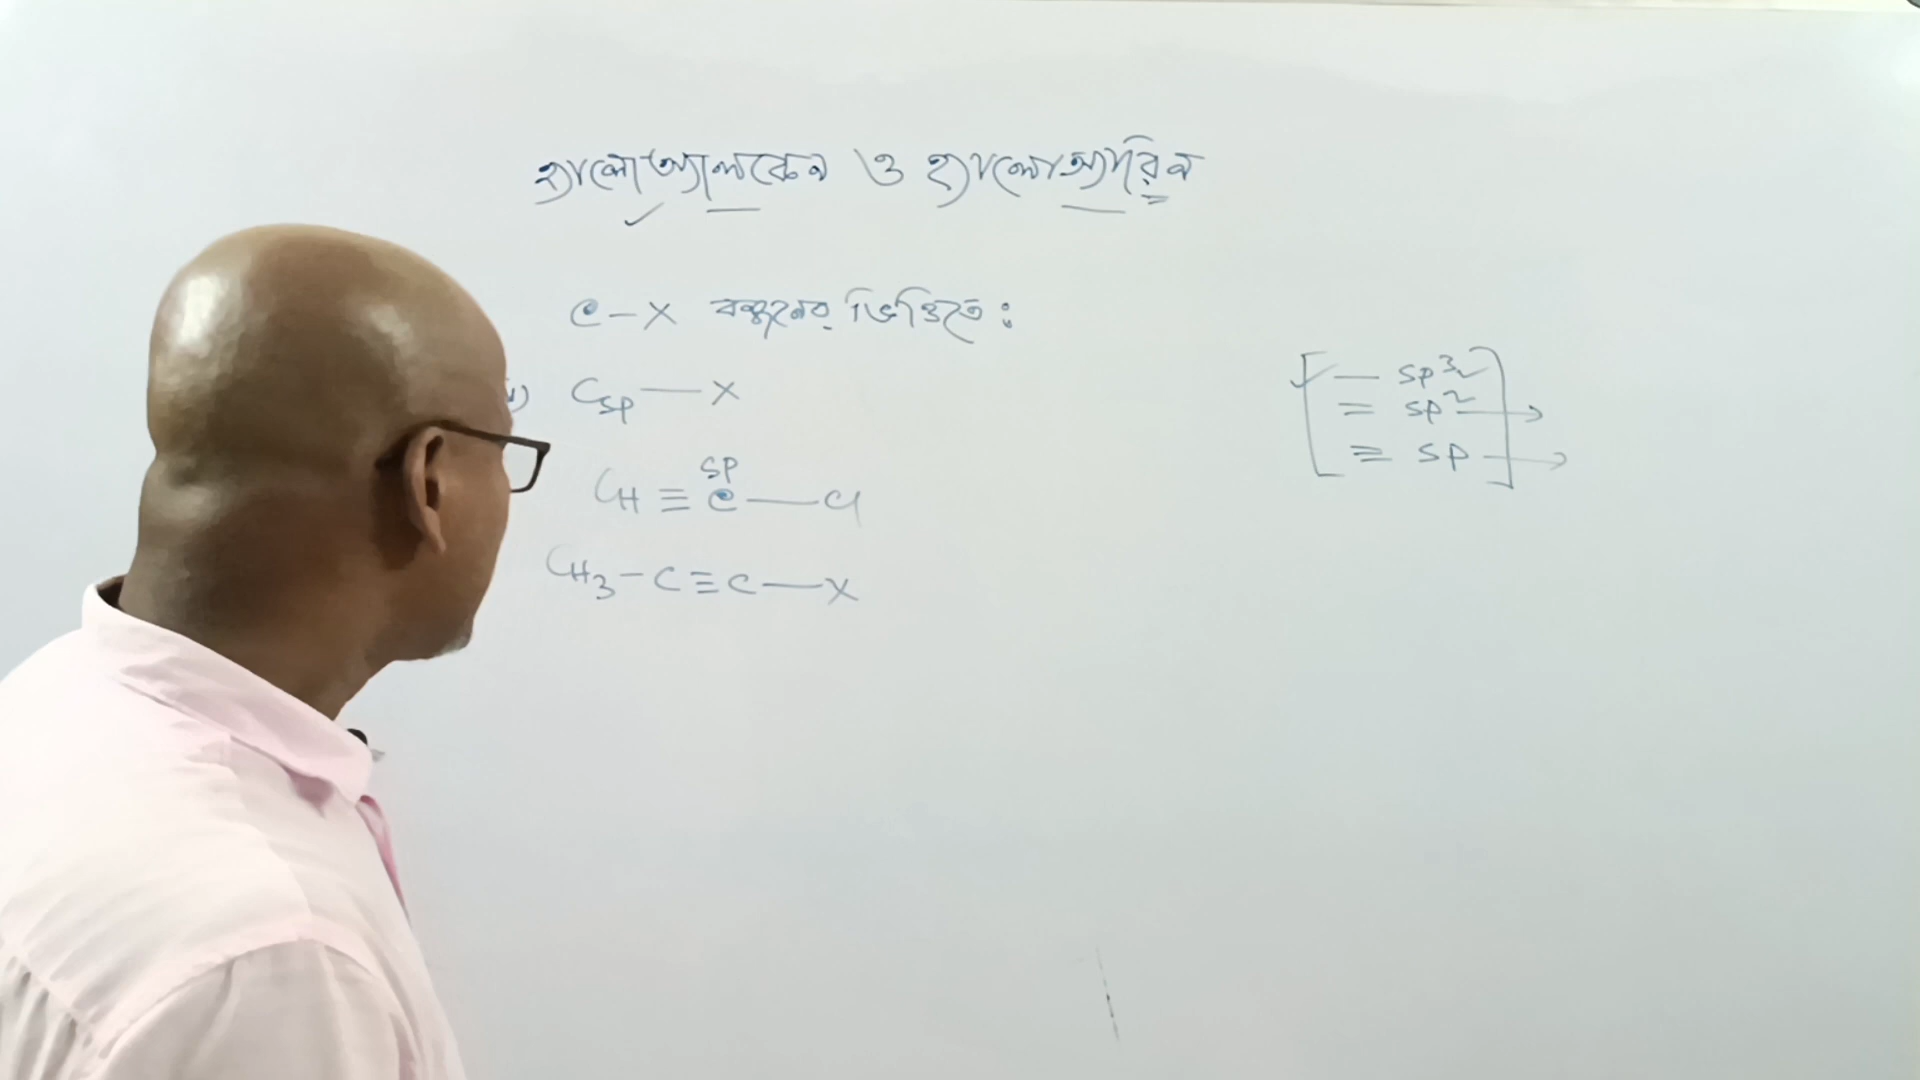 হ্যালোঅ্যালকেন ও হ্যালোঅ্যারিন
C–X বন্ধনের ভিত্তিতে :
C_sp — X
sp
CH ≡ C — Cl
CH₃ – C ≡ C — X
— sp³ ✓
= sp² →
≡ sp →